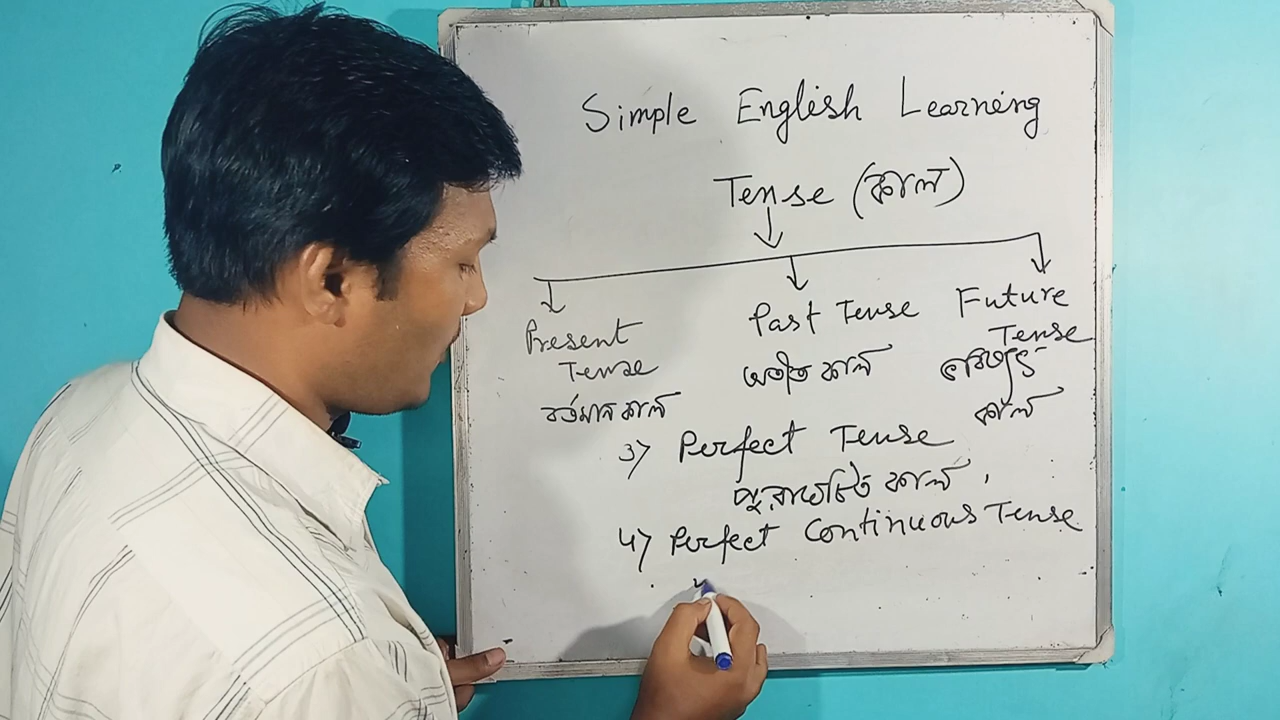 Simple English Learning
Tense (কাল)
Present
Tense
বর্তমান কাল
Past Tense
অতীত কাল
Future
Tense
ভবিষ্যৎ
কাল
3) Perfect Tense
পুরাঘটিত কাল
4) Perfect Continuous Tense